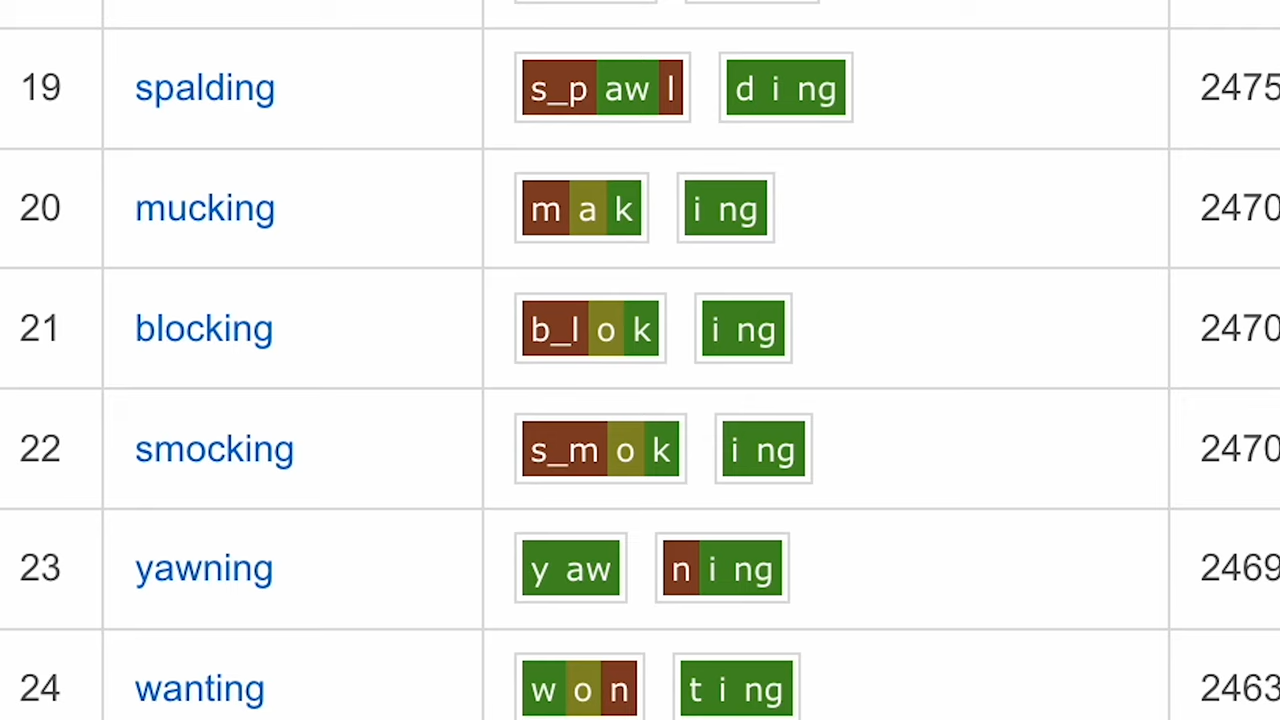 19 spalding s_p aw l d i ng 2475
20 mucking m a k i ng 2470
21 blocking b_l o k i ng 2470
22 smocking s_m o k i ng 2470
23 yawning y aw n i ng 2469
24 wanting w o n t i ng 2463